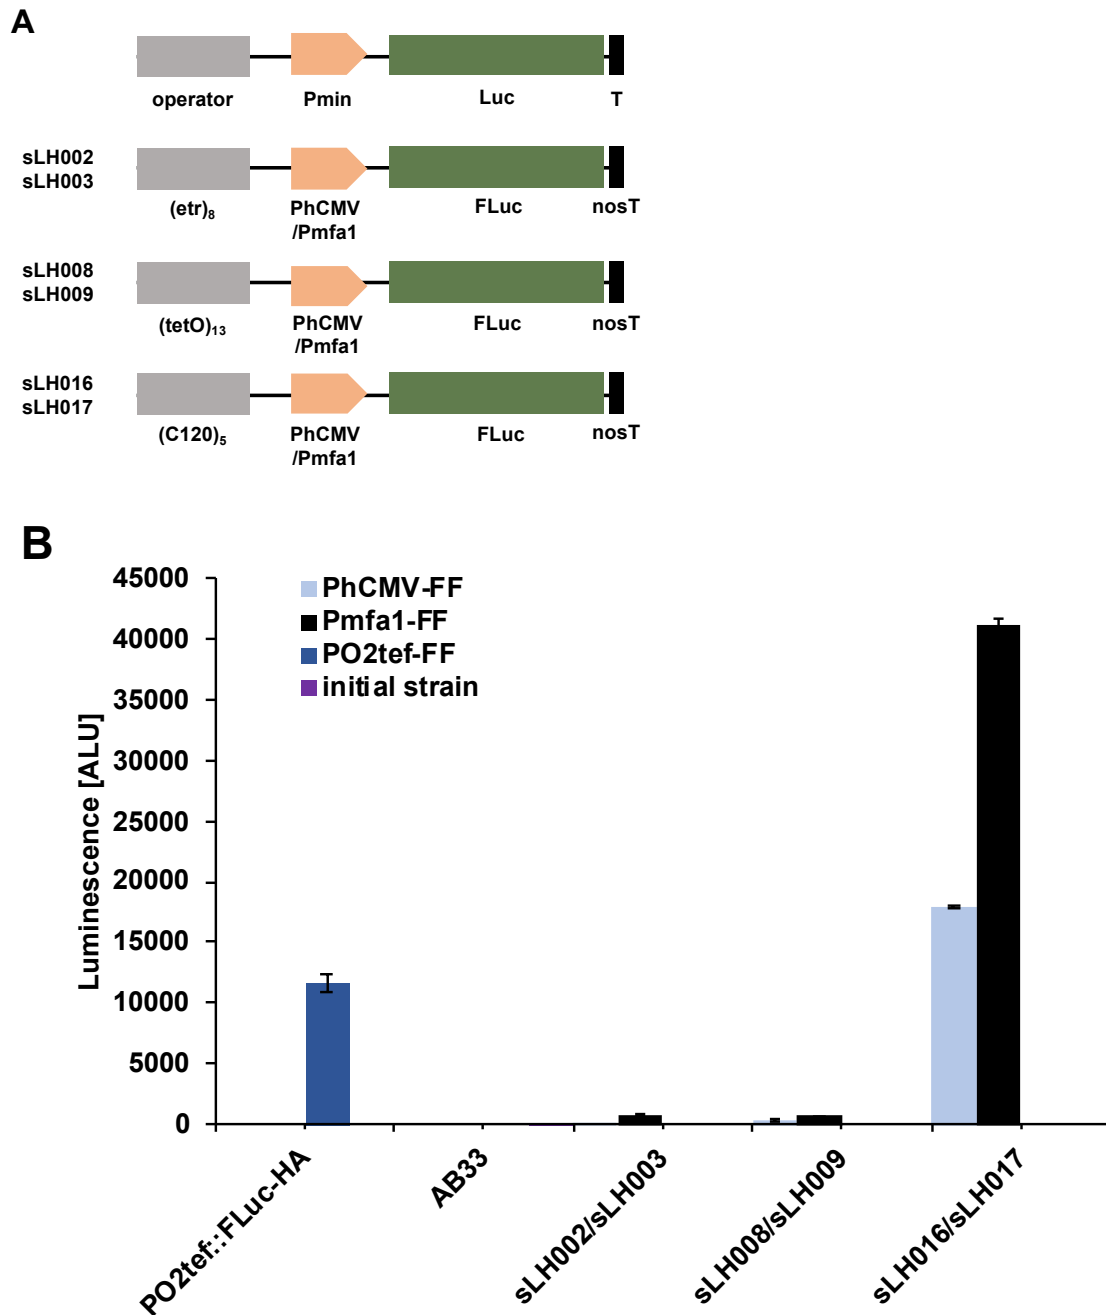 A
operator Pmin Luc T
sLH002
sLH003
(etr)8 PhCMV FLuc nosT
/Pmfa1
sLH008
sLH009
(tetO)13 PhCMV FLuc nosT
/Pmfa1
sLH016
sLH017
(C120)5 PhCMV FLuc nosT
/Pmfa1
B
PhCMV-FF
Pmfa1-FF
PO2tef-FF
initial strain
Luminescence [ALU]
45000
40000
35000
30000
25000
20000
15000
10000
5000
0
PO2tef::FLuc-HA
AB33
sLH002/sLH003
sLH008/sLH009
sLH016/sLH017